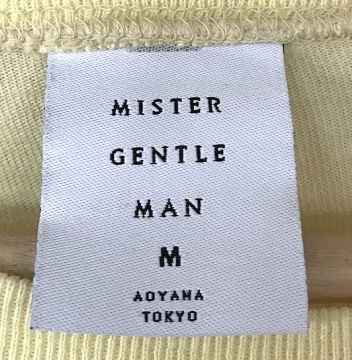 MISTER
GENTLE
MAN
M
AOYAMA
TOKYO